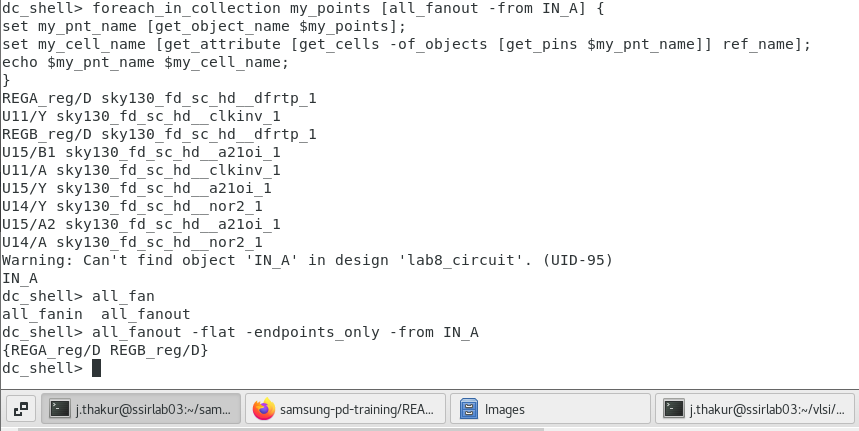 dc_shell> foreach_in_collection my_points [all_fanout -from IN_A] {
set my_pnt_name [get_object_name $my_points];
set my_cell_name [get_attribute [get_cells -of_objects [get_pins $my_pnt_name]] ref_name];
echo $my_pnt_name $my_cell_name;
}
REGA_reg/D sky130_fd_sc_hd__dfrtp_1
U11/Y sky130_fd_sc_hd__clkinv_1
REGB_reg/D sky130_fd_sc_hd__dfrtp_1
U15/B1 sky130_fd_sc_hd__a21oi_1
U11/A sky130_fd_sc_hd__clkinv_1
U15/Y sky130_fd_sc_hd__a21oi_1
U14/Y sky130_fd_sc_hd__nor2_1
U15/A2 sky130_fd_sc_hd__a21oi_1
U14/A sky130_fd_sc_hd__nor2_1
Warning: Can't find object 'IN_A' in design 'lab8_circuit'. (UID-95)
IN_A
dc_shell> all_fan
all_fanin  all_fanout
dc_shell> all_fanout -flat -endpoints_only -from IN_A
{REGA_reg/D REGB_reg/D}
dc_shell>
j.thakur@ssirlab03:~/sam... samsung-pd-training/REA... Images j.thakur@ssirlab03:~/vlsi/...